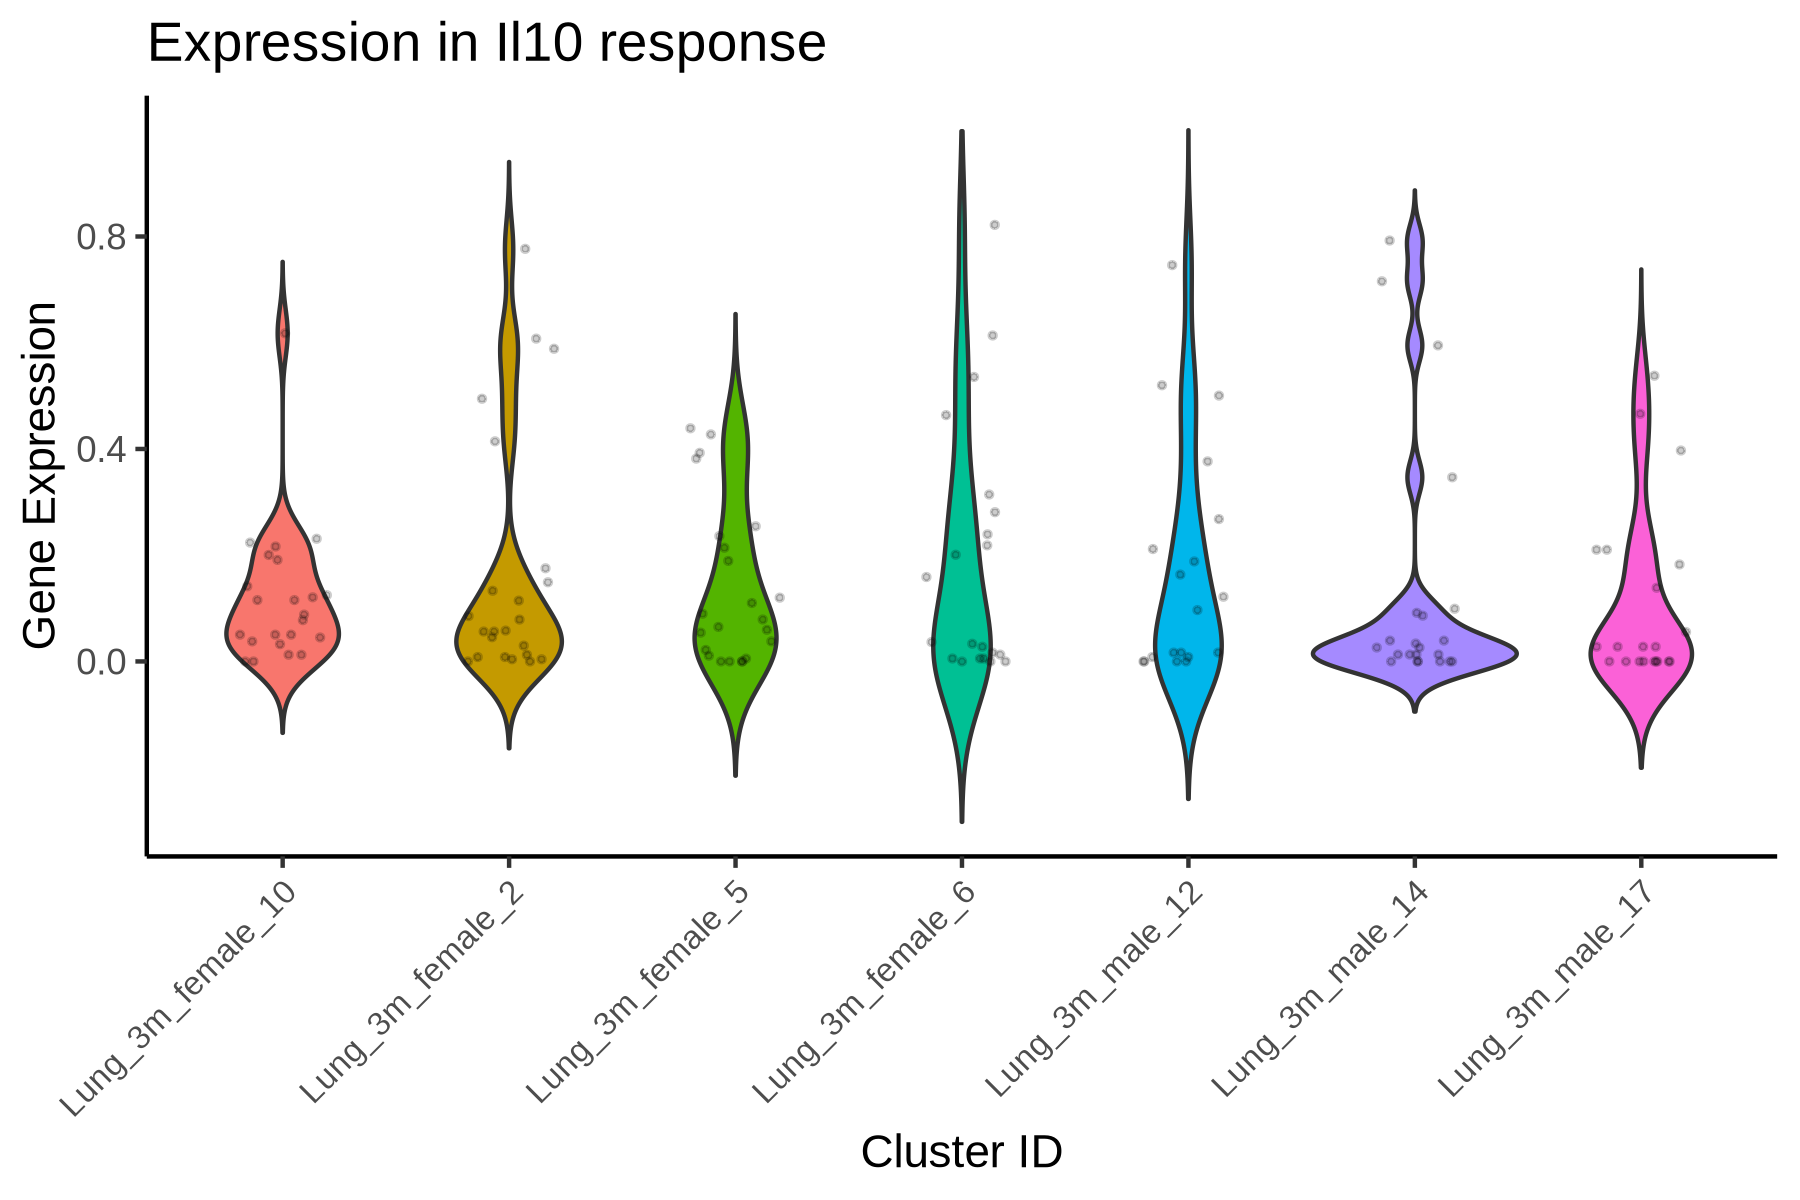 Expression in Il10 response
Gene Expression
0.8
0.4
0.0
Lung_3m_female_10
Lung_3m_female_2
Lung_3m_female_5
Lung_3m_female_6
Lung_3m_male_12
Lung_3m_male_14
Lung_3m_male_17
Cluster ID